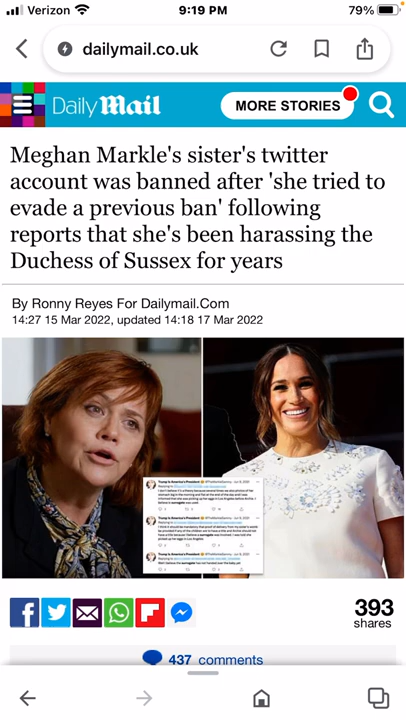 Verizon 9:19 PM 79%
dailymail.co.uk
Daily Mail MORE STORIES
Meghan Markle's sister's twitter
account was banned after 'she tried to
evade a previous ban' following
reports that she's been harassing the
Duchess of Sussex for years
By Ronny Reyes For Dailymail.Com
14:27 15 Mar 2022, updated 14:18 17 Mar 2022
Trump Is America's President
Trump Is America's President
Trump Is America's President
393
shares
437 comments